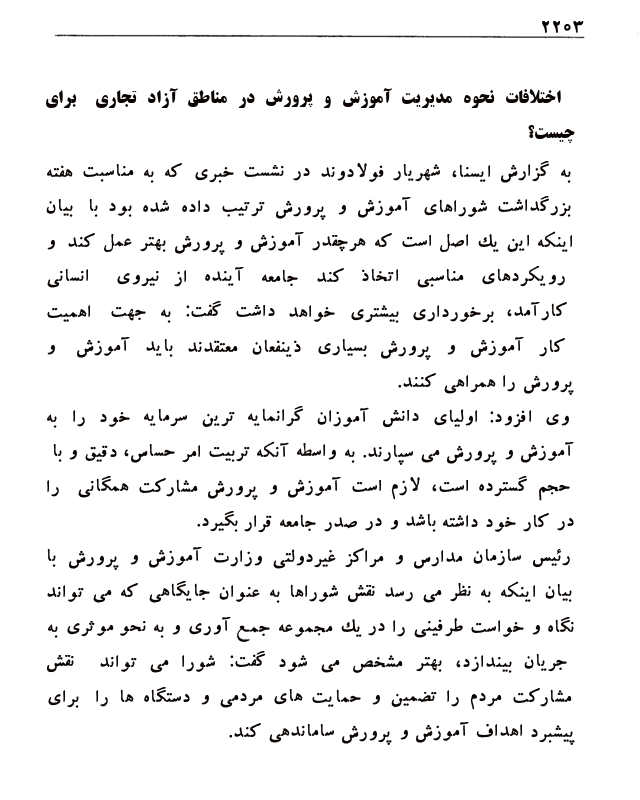 ۲۲۰۳
اختلافات نحوه مدیریت آموزش و پرورش در مناطق آزاد تجاری برای
چیست؟
به گزارش ایسنا، شهریار فولادوند در نشست خبری که به مناسبت هفته
بزرگداشت شوراهای آموزش و پرورش ترتیب داده شده بود با بیان
اینکه این یك اصل است که هرچقدر آموزش و پرورش بهتر عمل کند و
رویکردهای مناسبی اتخاذ کند جامعه آینده از نیروی انسانی
کارآمد، برخورداری بیشتری خواهد داشت گفت: به جهت اهمیت
کار آموزش و پرورش بسیاری ذینفعان معتقدند باید آموزش و
پرورش را همراهی کنند.
وی افزود: اولیای دانش آموزان گرانمایه ترین سرمایه خود را به
آموزش و پرورش می سپارند. به واسطه آنکه تربیت امر حساس، دقیق و با
حجم گسترده است، لازم است آموزش و پرورش مشارکت همگانی را
در کار خود داشته باشد و در صدر جامعه قرار بگیرد.
رئیس سازمان مدارس و مراکز غیردولتی وزارت آموزش و پرورش با
بیان اینکه به نظر می رسد نقش شوراها به عنوان جایگاهی که می تواند
نگاه و خواست طرفینی را در یك مجموعه جمع آوری و به نحو موثری به
جریان بیندازد، بهتر مشخص می شود گفت: شورا می تواند نقش
مشارکت مردم را تضمین و حمایت های مردمی و دستگاه ها را برای
پیشبرد اهداف آموزش و پرورش ساماندهی کند.